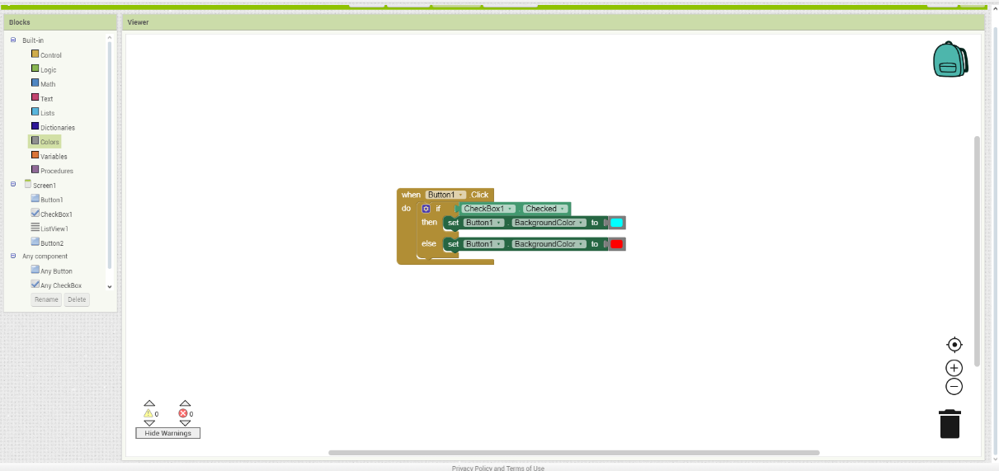 Blocks
Viewer
Built-in
Control
Logic
Math
Text
Lists
Dictionaries
Colors
Variables
Procedures
Screen1
Button1
CheckBox1
ListView1
Button2
Any component
Any Button
Any CheckBox
Rename Delete
when Button1 .Click
do if CheckBox1 . Checked
then set Button1 . BackgroundColor to
else set Button1 . BackgroundColor to
0 0
Hide Warnings
Privacy Policy and Terms of Use